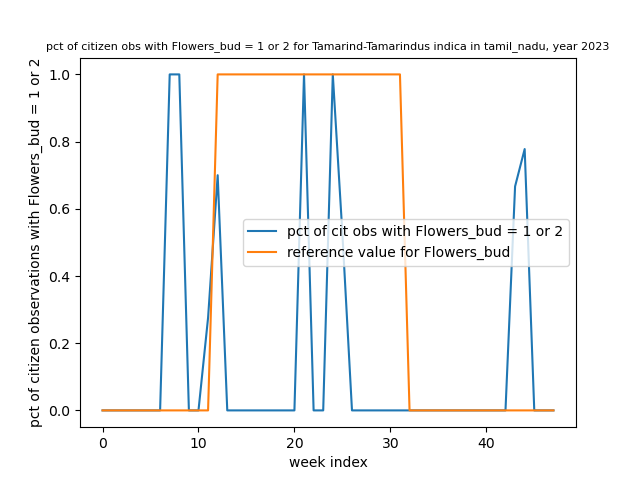 pct of citizen obs with Flowers_bud = 1 or 2 for Tamarind-Tamarindus indica in tamil_nadu, year 2023
pct of citizen observations with Flowers_bud = 1 or 2
1.0
0.8
0.6
0.4
0.2
0.0
pct of cit obs with Flowers_bud = 1 or 2
reference value for Flowers_bud
0
10
20
30
40
week index